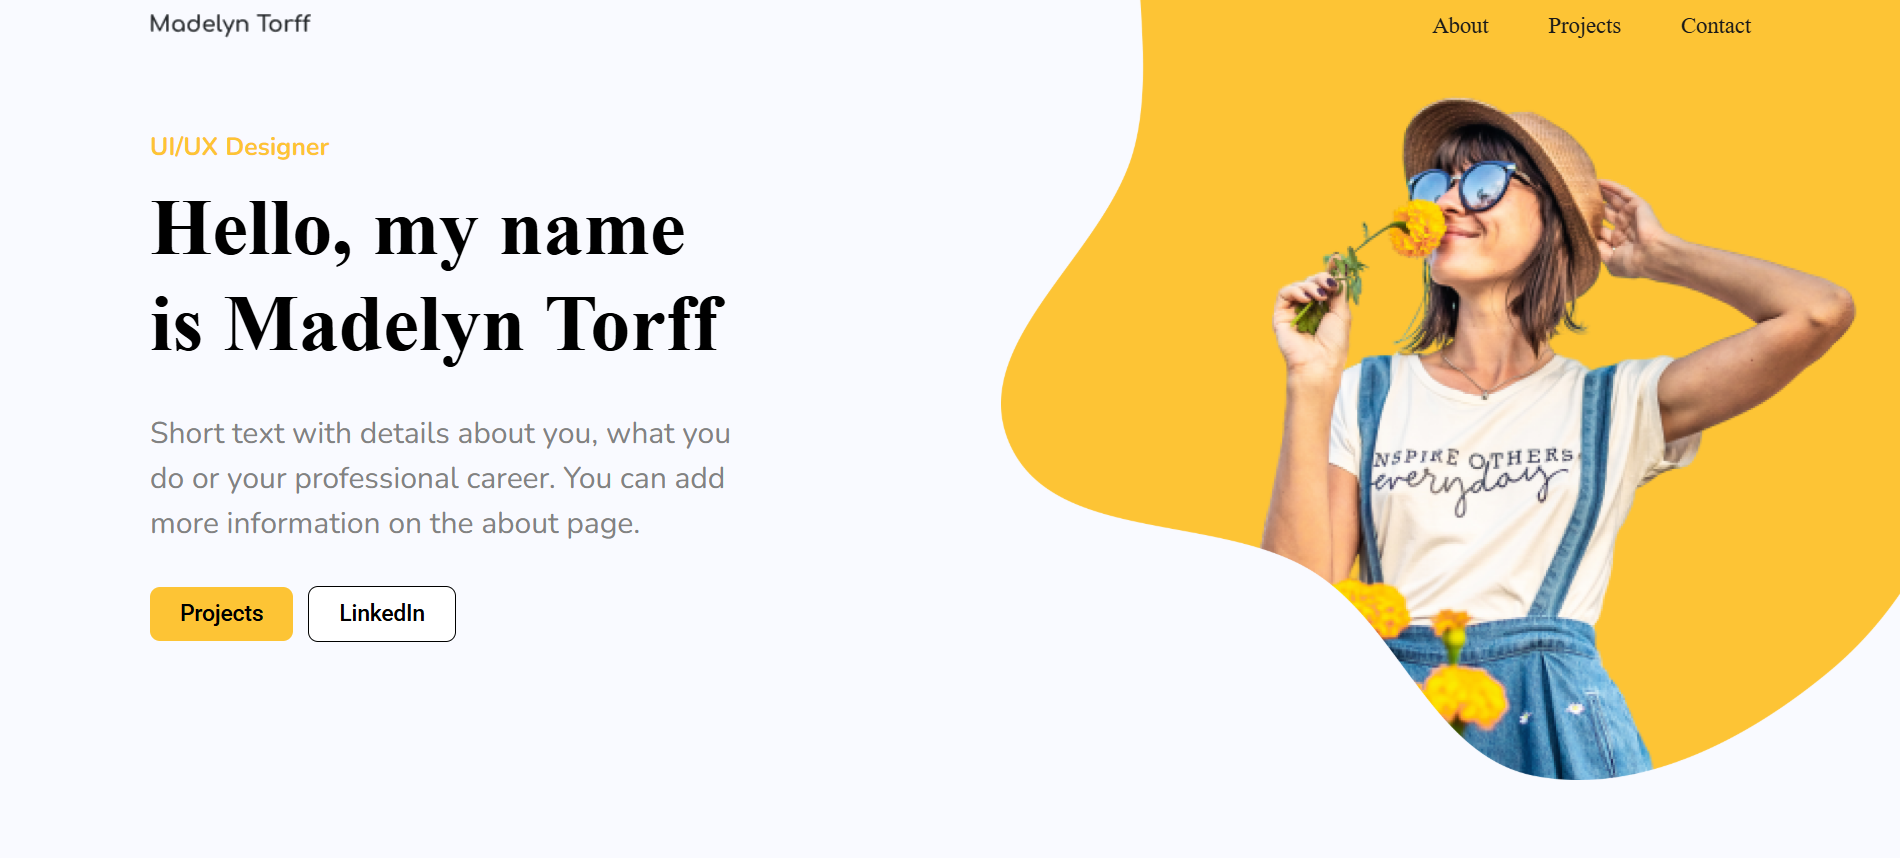 Madelyn Torff
About Projects Contact
UI/UX Designer
Hello, my name
is Madelyn Torff
Short text with details about you, what you
do or your professional career. You can add
more information on the about page.
Projects LinkedIn
NSPIRE OTHERS
everyday